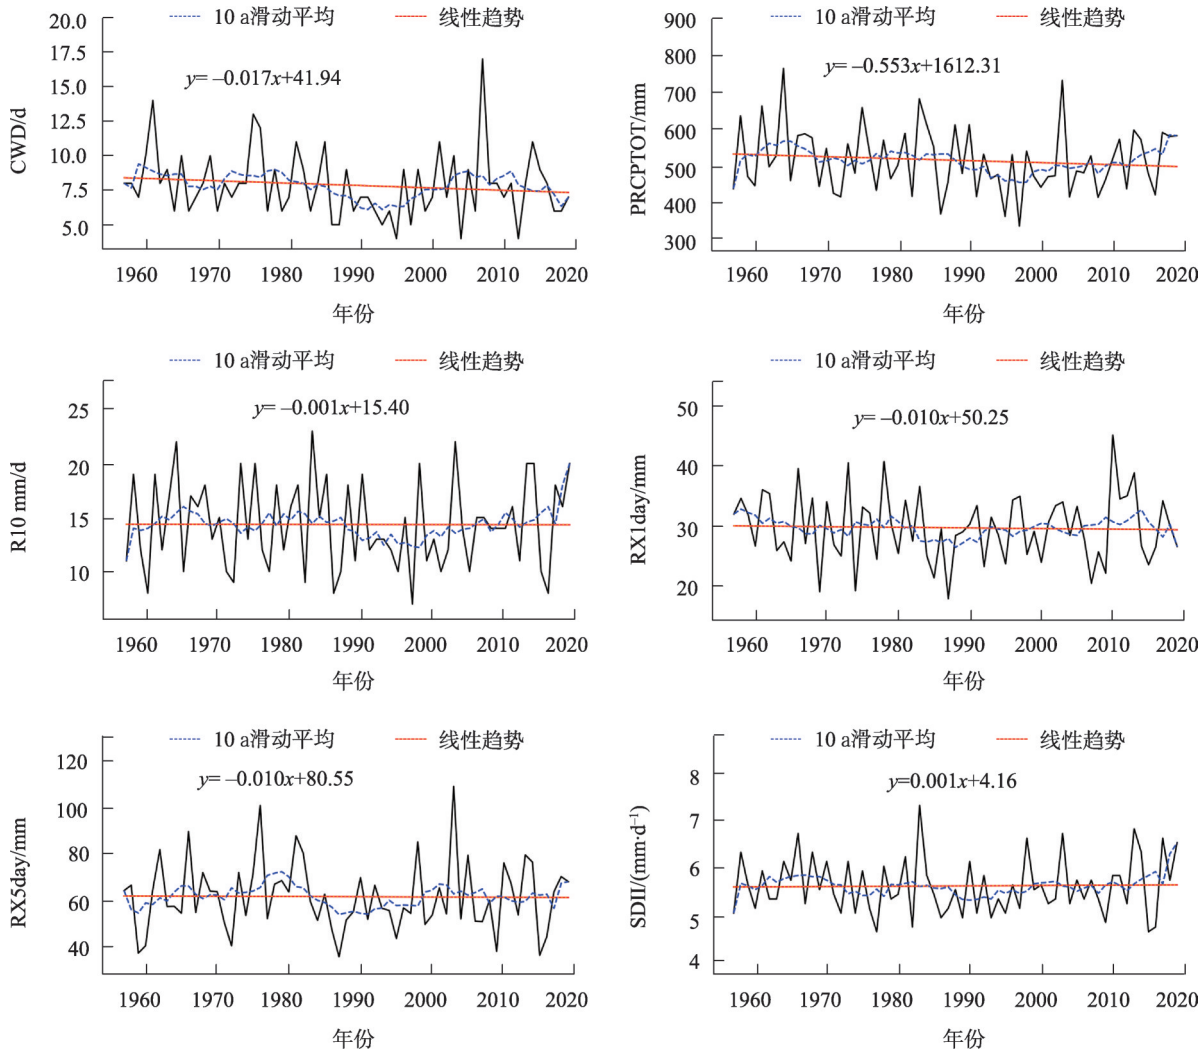 10 a滑动平均 线性趋势
y= –0.017x+41.94
CWD/d
20.0
17.5
15.0
12.5
10.0
7.5
5.0
1960 1970 1980 1990 2000 2010 2020
年份
10 a滑动平均 线性趋势
y= –0.553x+1612.31
PRCPTOT/mm
900
800
700
600
500
400
300
1960 1970 1980 1990 2000 2010 2020
年份
10 a滑动平均 线性趋势
y= –0.001x+15.40
R10 mm/d
25
20
15
10
1960 1970 1980 1990 2000 2010 2020
年份
10 a滑动平均 线性趋势
y= –0.010x+50.25
RX1day/mm
50
40
30
20
1960 1970 1980 1990 2000 2010 2020
年份
10 a滑动平均 线性趋势
y= –0.010x+80.55
RX5day/mm
120
100
80
60
40
1960 1970 1980 1990 2000 2010 2020
年份
10 a滑动平均 线性趋势
y=0.001x+4.16
SDII/(mm·d⁻¹)
8
7
6
5
4
1960 1970 1980 1990 2000 2010 2020
年份